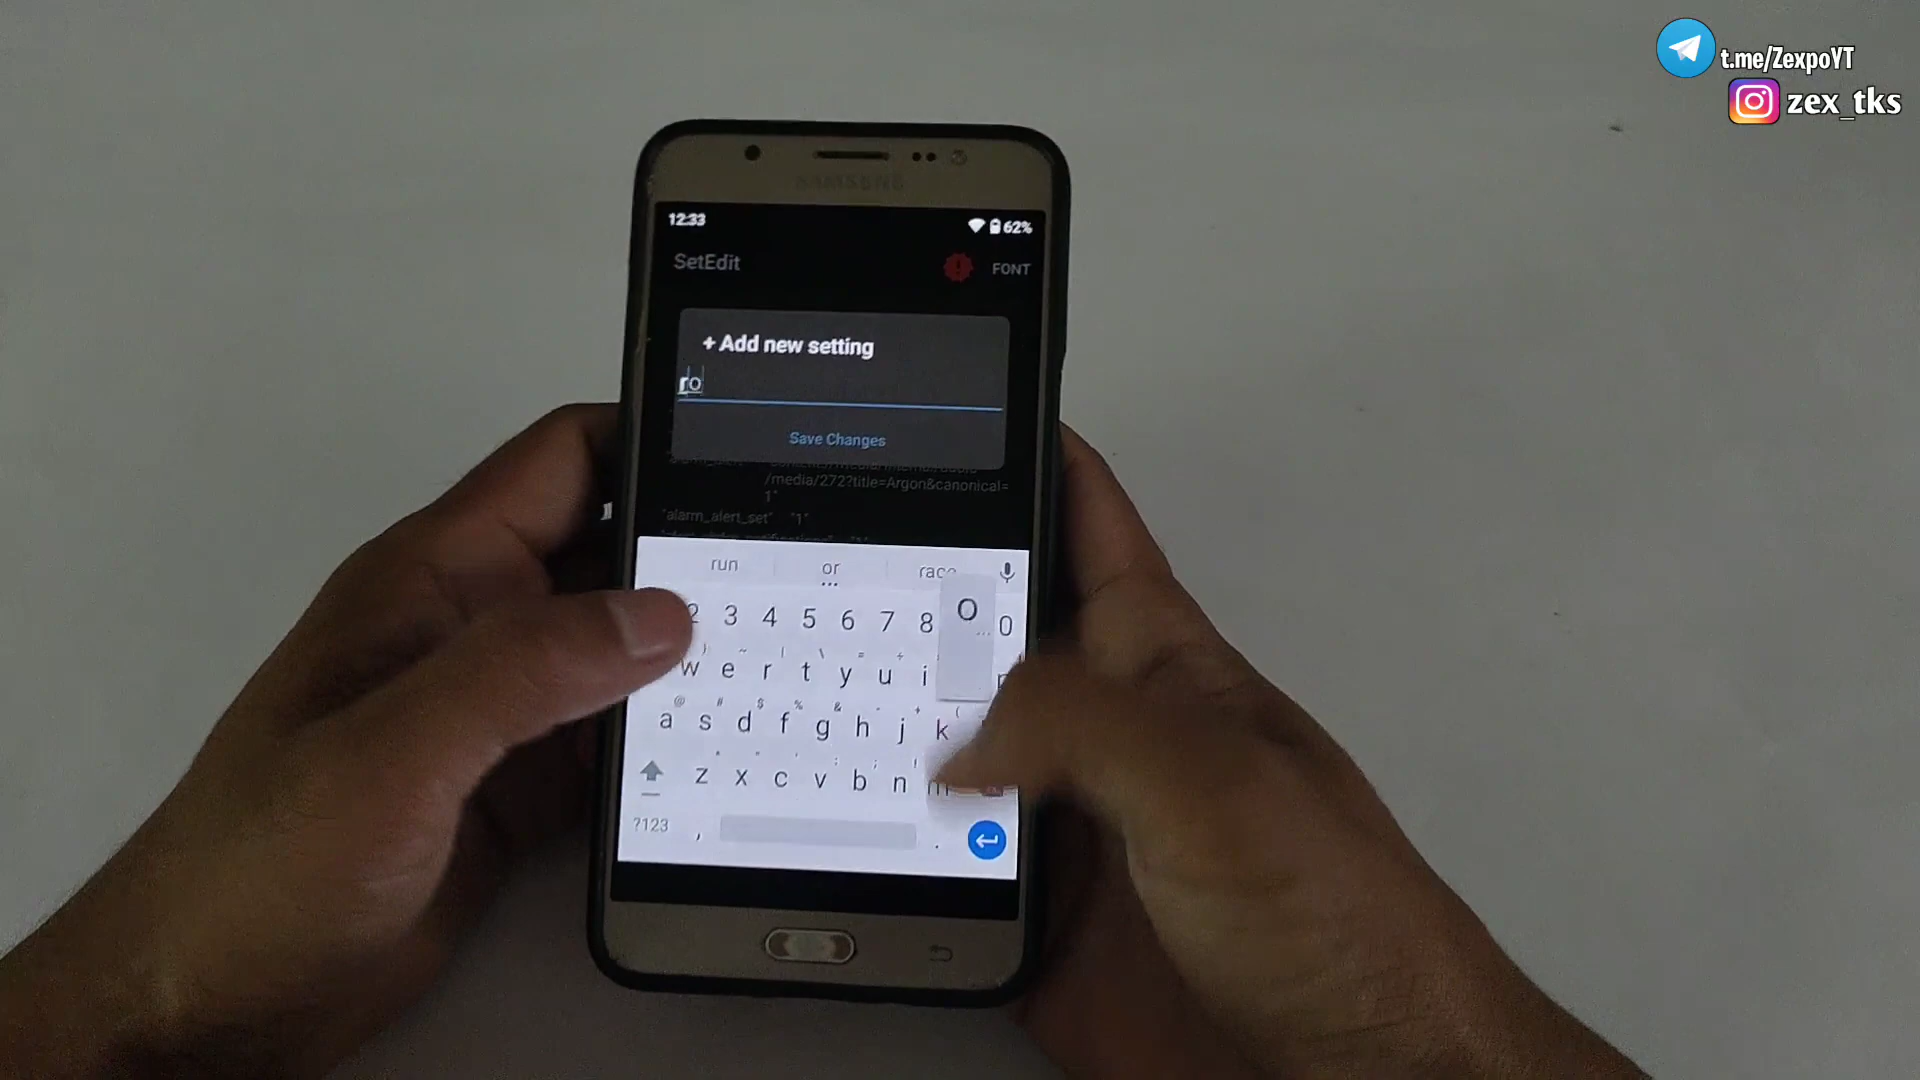 t.me/ZexpoYT
zex_tks
SAMSUNG
12:33
62%
SetEdit
FONT
+ Add new setting
ro
Save Changes
/media/272?title=Argon&canonical=
1"
"alarm_alert_set" "1"
run or
O
2 3 4 5 6 7 8 0
w e r t y u i
a s d f g h j k
z x c v b n m
?123 , .